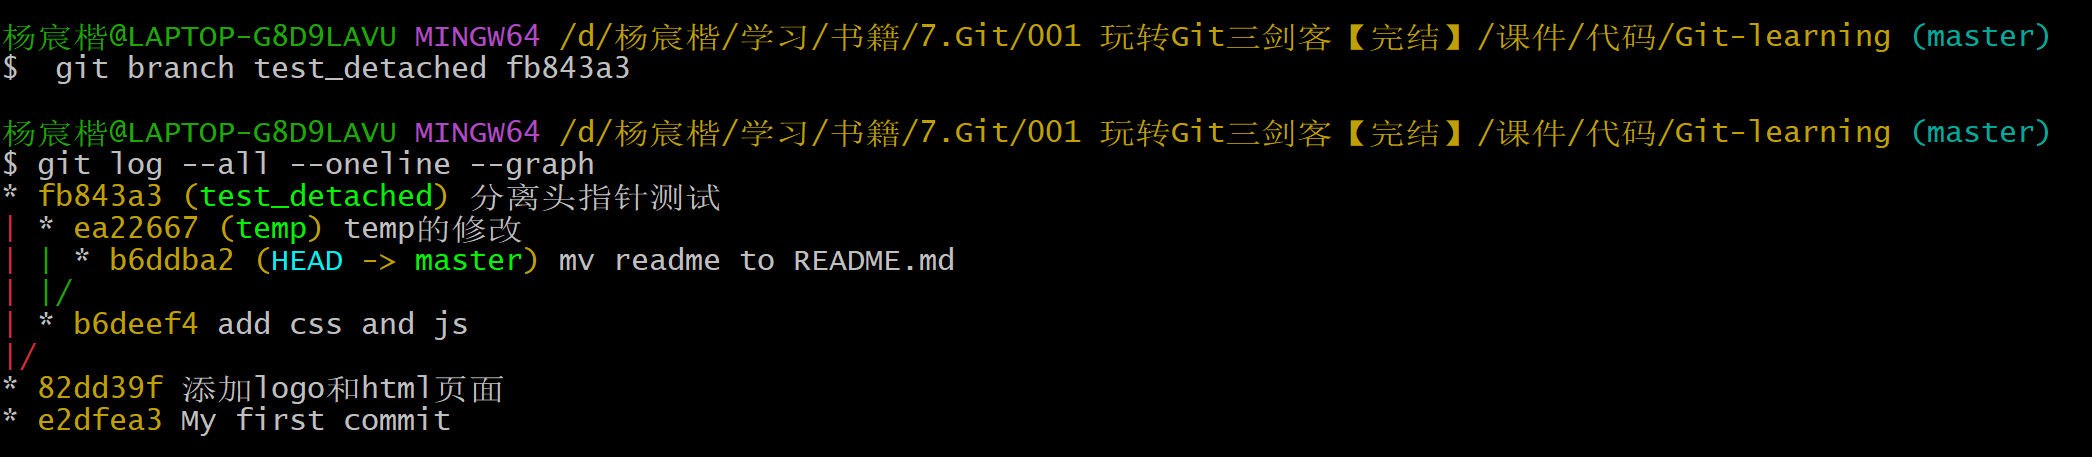 杨宸楷@LAPTOP-G8D9LAVU MINGW64 /d/杨宸楷/学习/书籍/7.Git/001 玩转Git三剑客【完结】/课件/代码/Git-learning (master)
$  git branch test_detached fb843a3
杨宸楷@LAPTOP-G8D9LAVU MINGW64 /d/杨宸楷/学习/书籍/7.Git/001 玩转Git三剑客【完结】/课件/代码/Git-learning (master)
$ git log --all --oneline --graph
* fb843a3 (test_detached) 分离头指针测试
| * ea22667 (temp) temp的修改
| | * b6ddba2 (HEAD -> master) mv readme to README.md
| |/
| * b6deef4 add css and js
|/
* 82dd39f 添加logo和html页面
* e2dfea3 My first commit